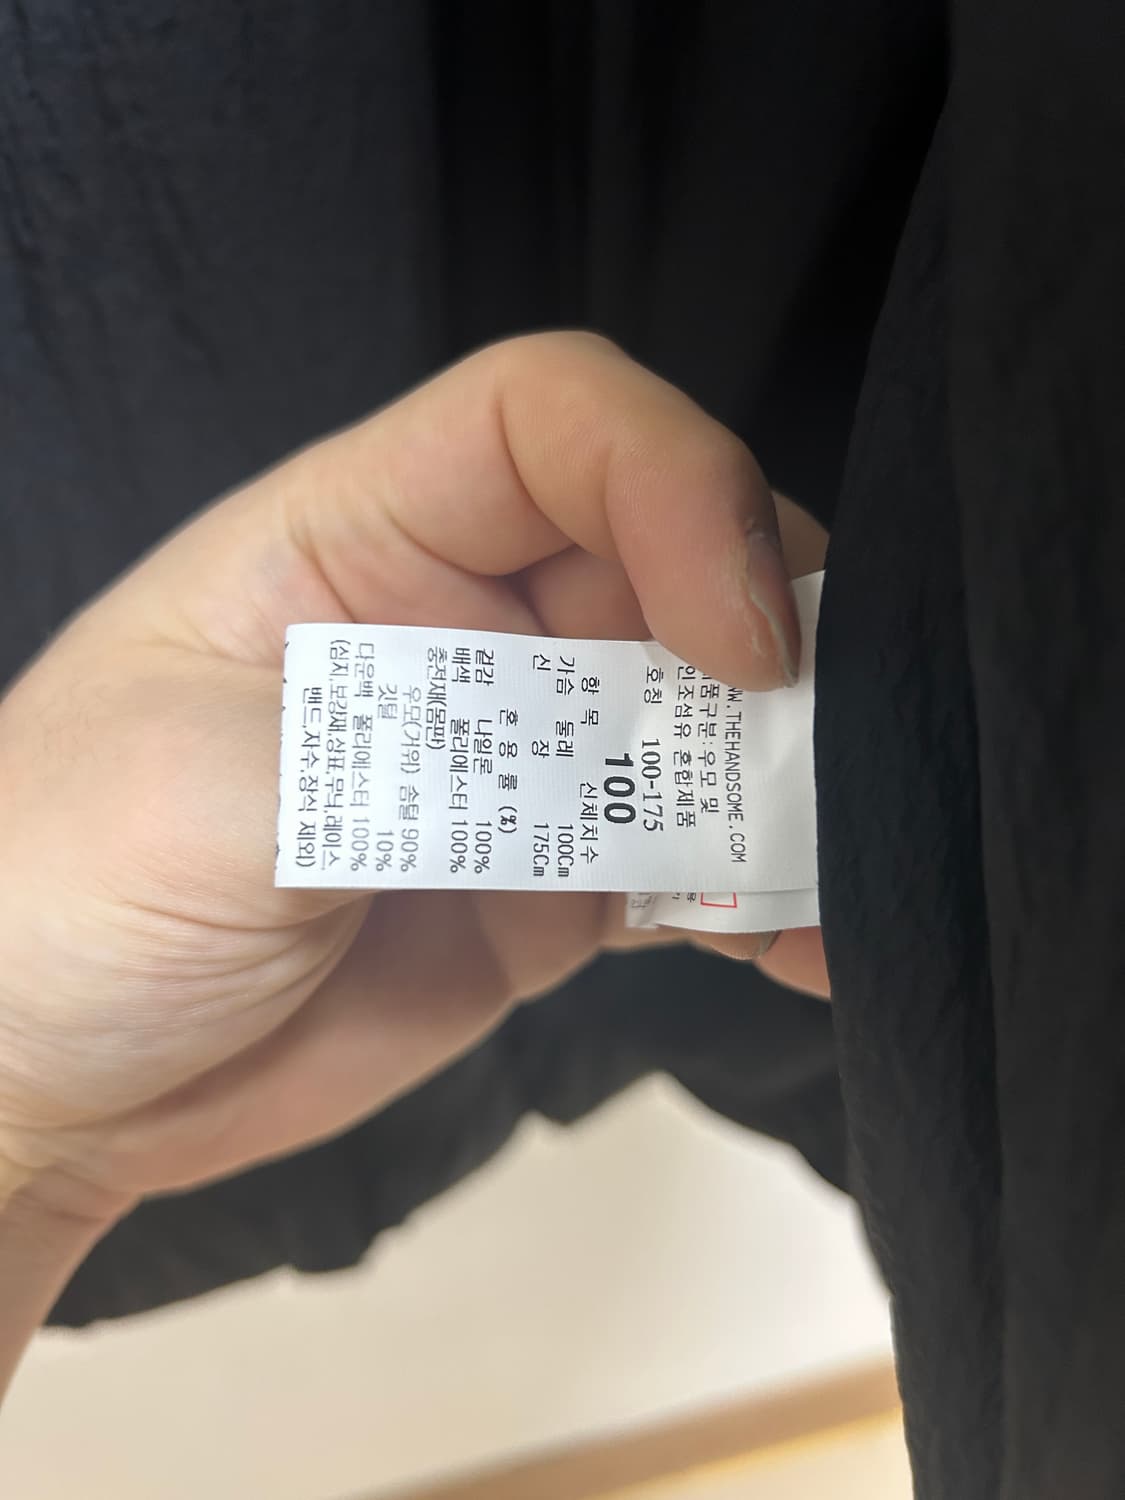 WW.THEHANDSOME.COM
품구분:우모 및
인조섬유 혼합제품
호칭 100-175
100
항 목 신체치수
가슴 둘레 100Cm
신 장 175Cm
혼 용 률 (%)
겉감 나일론 100%
배색 폴리에스터 100%
충전재(몸판)
우모(거위) 솜털 90%
깃털 10%
다운백 폴리에스터 100%
(심지,보강재,상표,무늬,레이스,
밴드,자수,장식 제외)